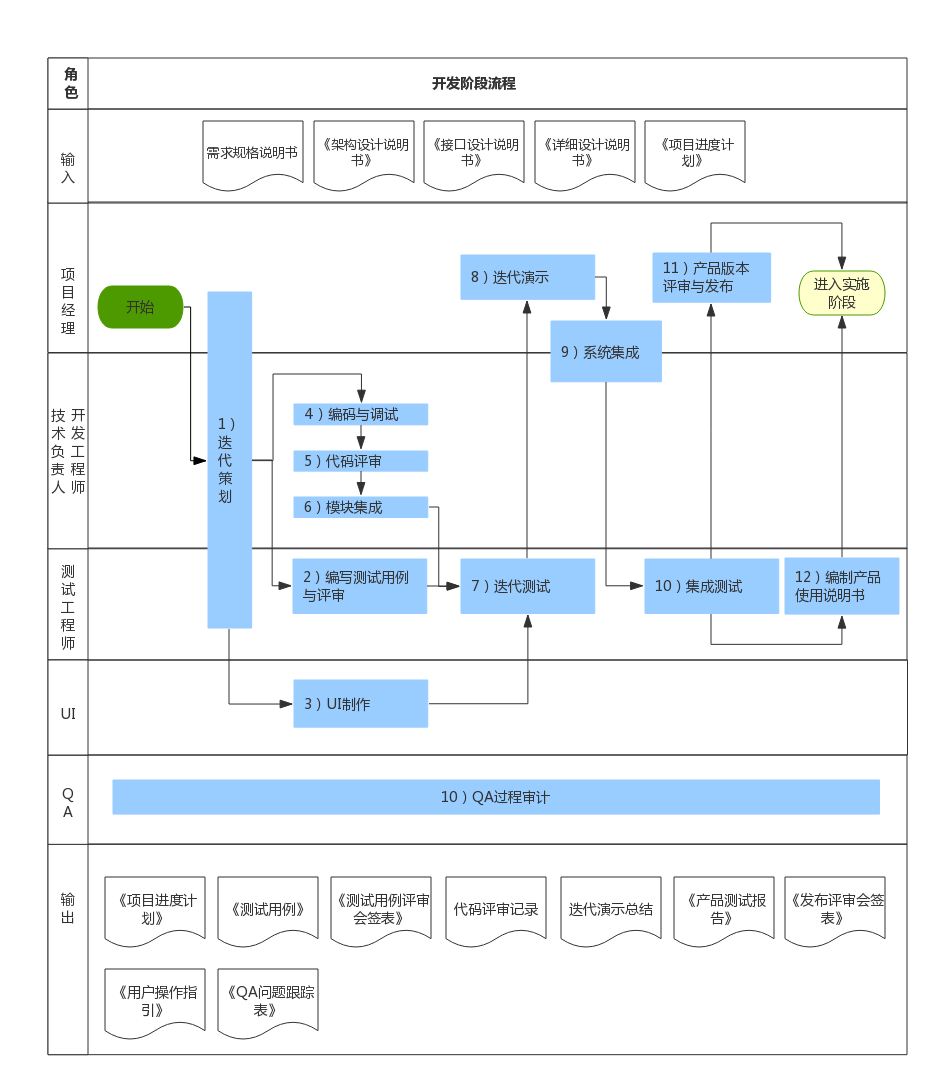 角
色
开发阶段流程
输
入
需求规格说明书
《架构设计说明
书》
《接口设计说明
书》
《详细设计说明
书》
《项目进度计
划》
项
目
经
理
开始
8）迭代演示
11）产品版本
评审与发布
进入实施
阶段
9）系统集成
技 开
术 发
负 工
责 程
人 师
1）
迭
代
策
划
4）编码与调试
5）代码评审
6）模块集成
测
试
工
程
师
2）编写测试用例
与评审
7）迭代测试
10）集成测试
12）编制产品
使用说明书
UI
3）UI制作
Q
A
10）QA过程审计
输
出
《项目进度计
划》
《测试用例》
《测试用例评审
会签表》
代码评审记录
迭代演示总结
《产品测试报
告》
《发布评审会签
表》
《用户操作指
引》
《QA问题跟踪
表》